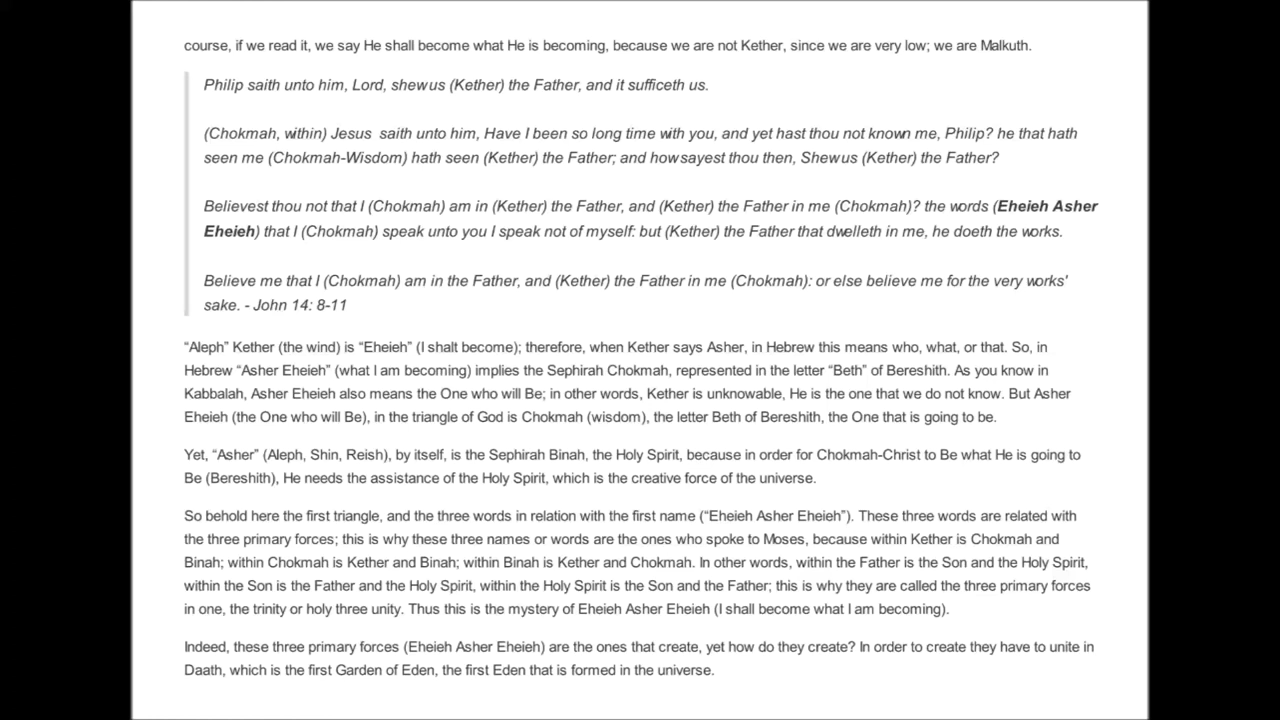 course, if we read it, we say He shall become what He is becoming, because we are not Kether, since we are very low; we are Malkuth.
Philip saith unto him, Lord, shew us (Kether) the Father, and it sufficeth us.
(Chokmah, within) Jesus saith unto him, Have I been so long time with you, and yet hast thou not known me, Philip? he that hath
seen me (Chokmah-Wisdom) hath seen (Kether) the Father; and how sayest thou then, Shew us (Kether) the Father?
Believest thou not that I (Chokmah) am in (Kether) the Father, and (Kether) the Father in me (Chokmah)? the words (Eheieh Asher
Eheieh) that I (Chokmah) speak unto you I speak not of myself: but (Kether) the Father that dwelleth in me, he doeth the works.
Believe me that I (Chokmah) am in the Father, and (Kether) the Father in me (Chokmah): or else believe me for the very works'
sake. - John 14: 8-11
“Aleph” Kether (the wind) is “Eheieh” (I shalt become); therefore, when Kether says Asher, in Hebrew this means who, what, or that. So, in
Hebrew “Asher Eheieh” (what I am becoming) implies the Sephirah Chokmah, represented in the letter “Beth” of Bereshith. As you know in
Kabbalah, Asher Eheieh also means the One who will Be; in other words, Kether is unknowable, He is the one that we do not know. But Asher
Eheieh (the One who will Be), in the triangle of God is Chokmah (wisdom), the letter Beth of Bereshith, the One that is going to be.
Yet, “Asher” (Aleph, Shin, Reish), by itself, is the Sephirah Binah, the Holy Spirit, because in order for Chokmah-Christ to Be what He is going to
Be (Bereshith), He needs the assistance of the Holy Spirit, which is the creative force of the universe.
So behold here the first triangle, and the three words in relation with the first name (“Eheieh Asher Eheieh”). These three words are related with
the three primary forces; this is why these three names or words are the ones who spoke to Moses, because within Kether is Chokmah and
Binah; within Chokmah is Kether and Binah; within Binah is Kether and Chokmah. In other words, within the Father is the Son and the Holy Spirit,
within the Son is the Father and the Holy Spirit, within the Holy Spirit is the Son and the Father; this is why they are called the three primary forces
in one, the trinity or holy three unity. Thus this is the mystery of Eheieh Asher Eheieh (I shall become what I am becoming).
Indeed, these three primary forces (Eheieh Asher Eheieh) are the ones that create, yet how do they create? In order to create they have to unite in
Daath, which is the first Garden of Eden, the first Eden that is formed in the universe.